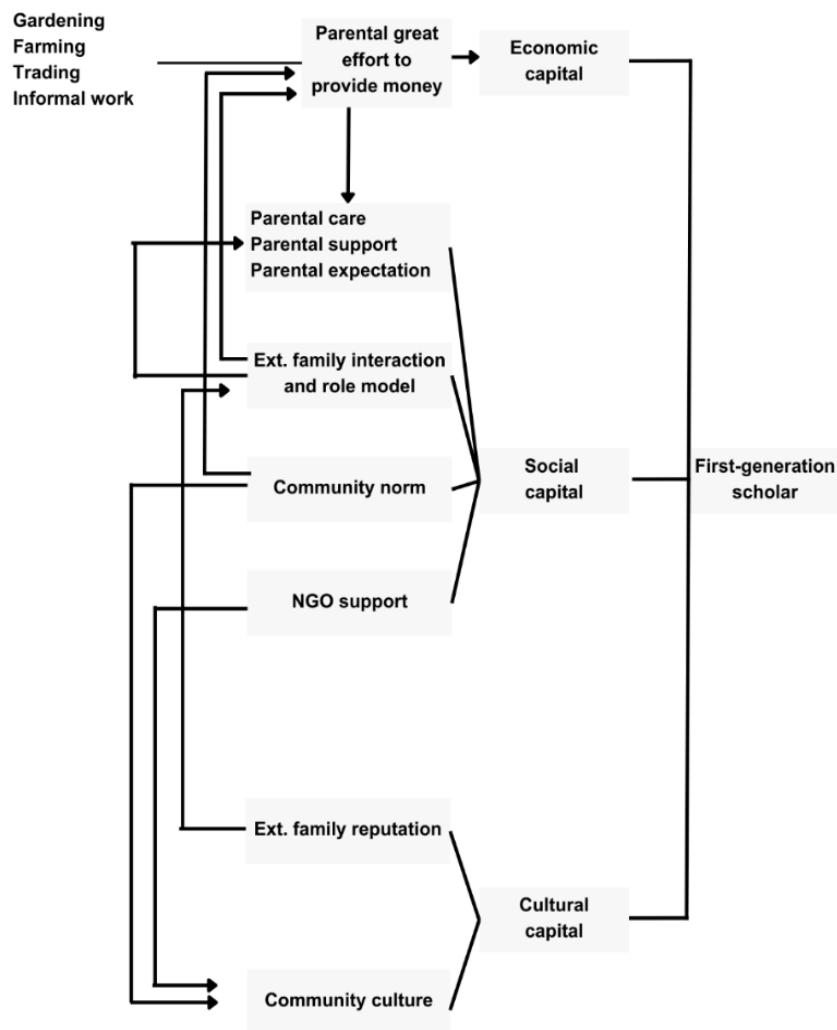 Gardening
Farming
Trading
Informal work
Parental great
effort to
provide money
Economic
capital
Parental care
Parental support
Parental expectation
Ext. family interaction
and role model
Community norm
Social
capital
First-generation
scholar
NGO support
Ext. family reputation
Cultural
capital
Community culture